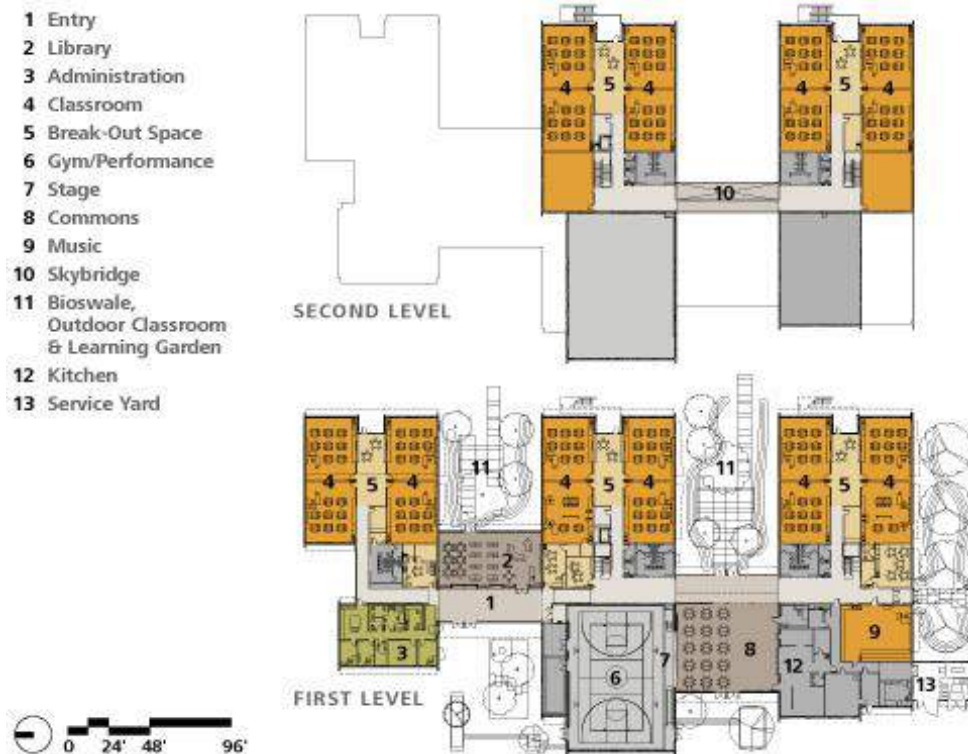 1 Entry
2 Library
3 Administration
4 Classroom
5 Break-Out Space
6 Gym/Performance
7 Stage
8 Commons
9 Music
10 Skybridge
11 Bioswale,
Outdoor Classroom
& Learning Garden
12 Kitchen
13 Service Yard
4 5 4 4 5 4
10
SECOND LEVEL
11 11
4 5 4 4 5 4 4 5 4
2
1
3 6 7 8 12 9
13
FIRST LEVEL
0 24' 48' 96'